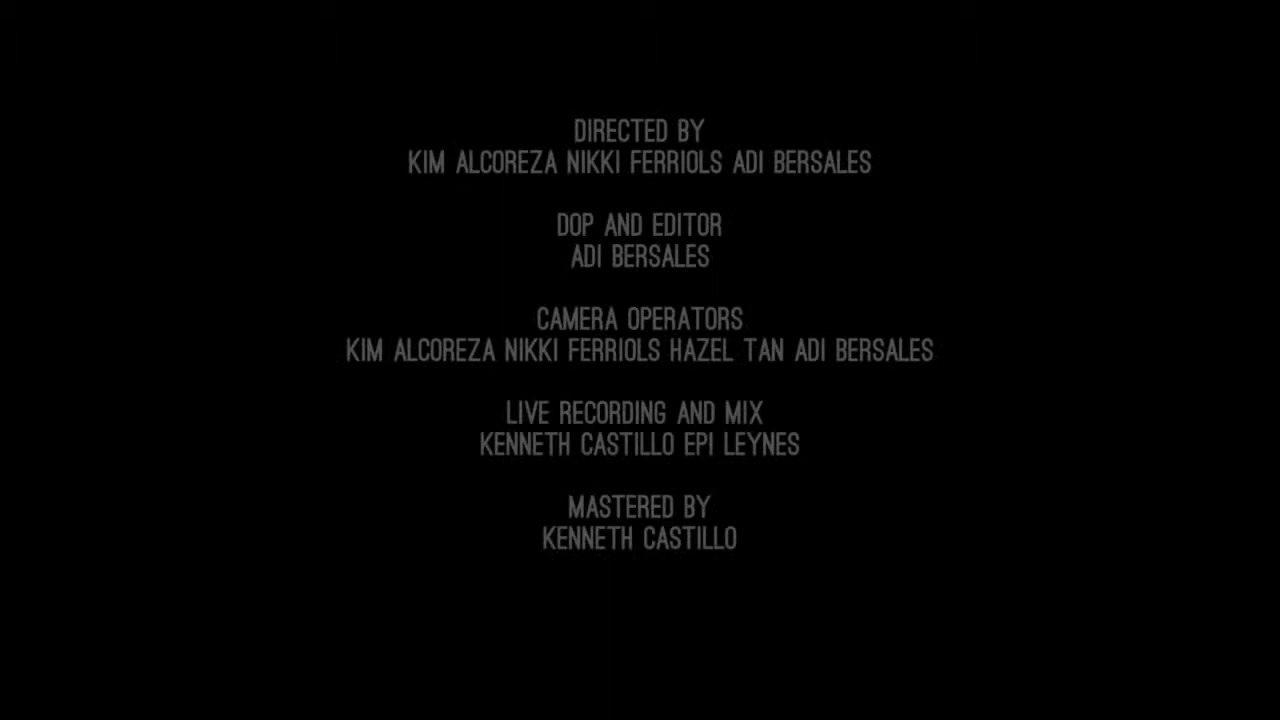 DIRECTED BY
KIM ALCOREZA NIKKI FERRIOLS ADI BERSALES
DOP AND EDITOR
ADI BERSALES
CAMERA OPERATORS
KIM ALCOREZA NIKKI FERRIOLS HAZEL TAN ADI BERSALES
LIVE RECORDING AND MIX
KENNETH CASTILLO EPI LEYNES
MASTERED BY
KENNETH CASTILLO